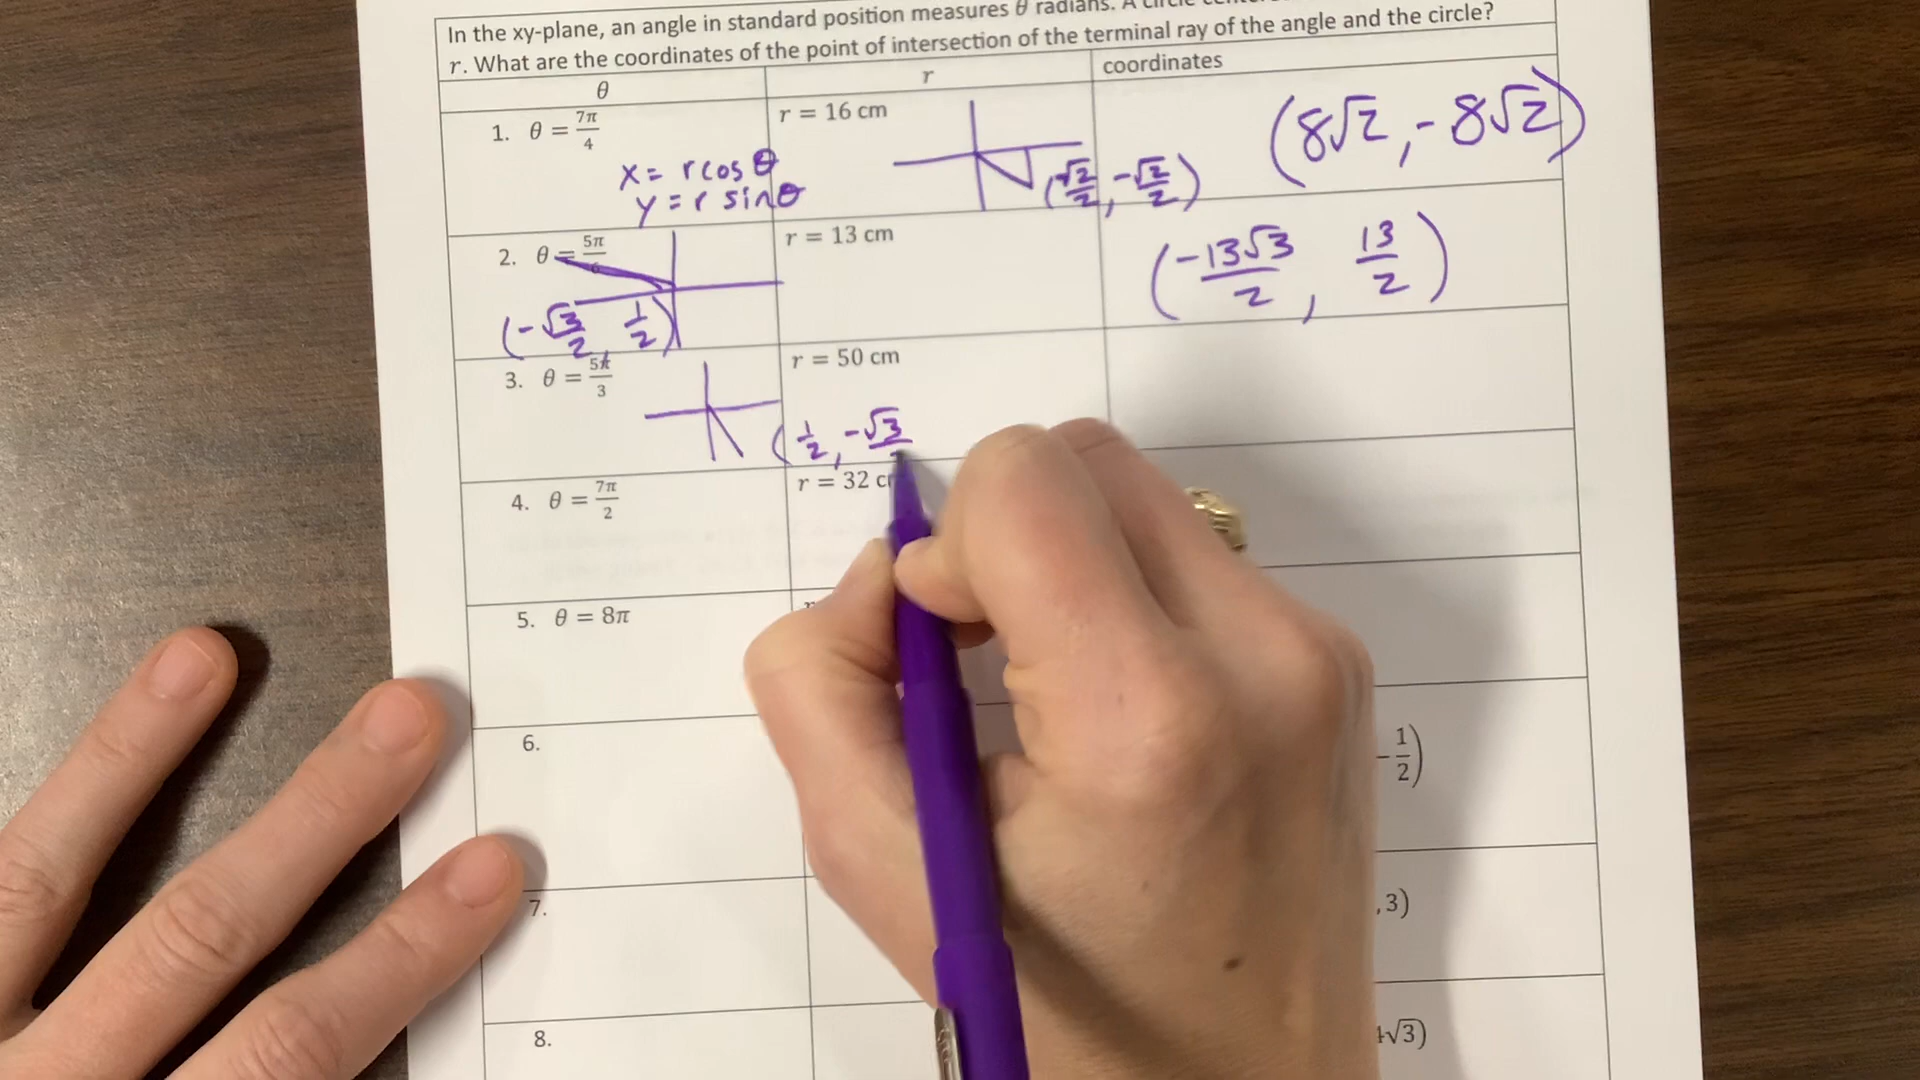 In the xy-plane, an angle in standard position measures θ radians. A circle
r. What are the coordinates of the point of intersection of the terminal ray of the angle and the circle?
θ r coordinates
1. θ = 7π/4 r = 16 cm (8√2, -8√2)
x = r cos θ
y = r sin θ
(√2/2, -√2/2)
2. θ = 5π/6 r = 13 cm (-13√3/2, 13/2)
(-√3/2, 1/2)
3. θ = 5π/3 r = 50 cm
(1/2, -√3
4. θ = 7π/2 r = 32
5. θ = 8π
6. -1/2)
7. ,3)
8. √3)